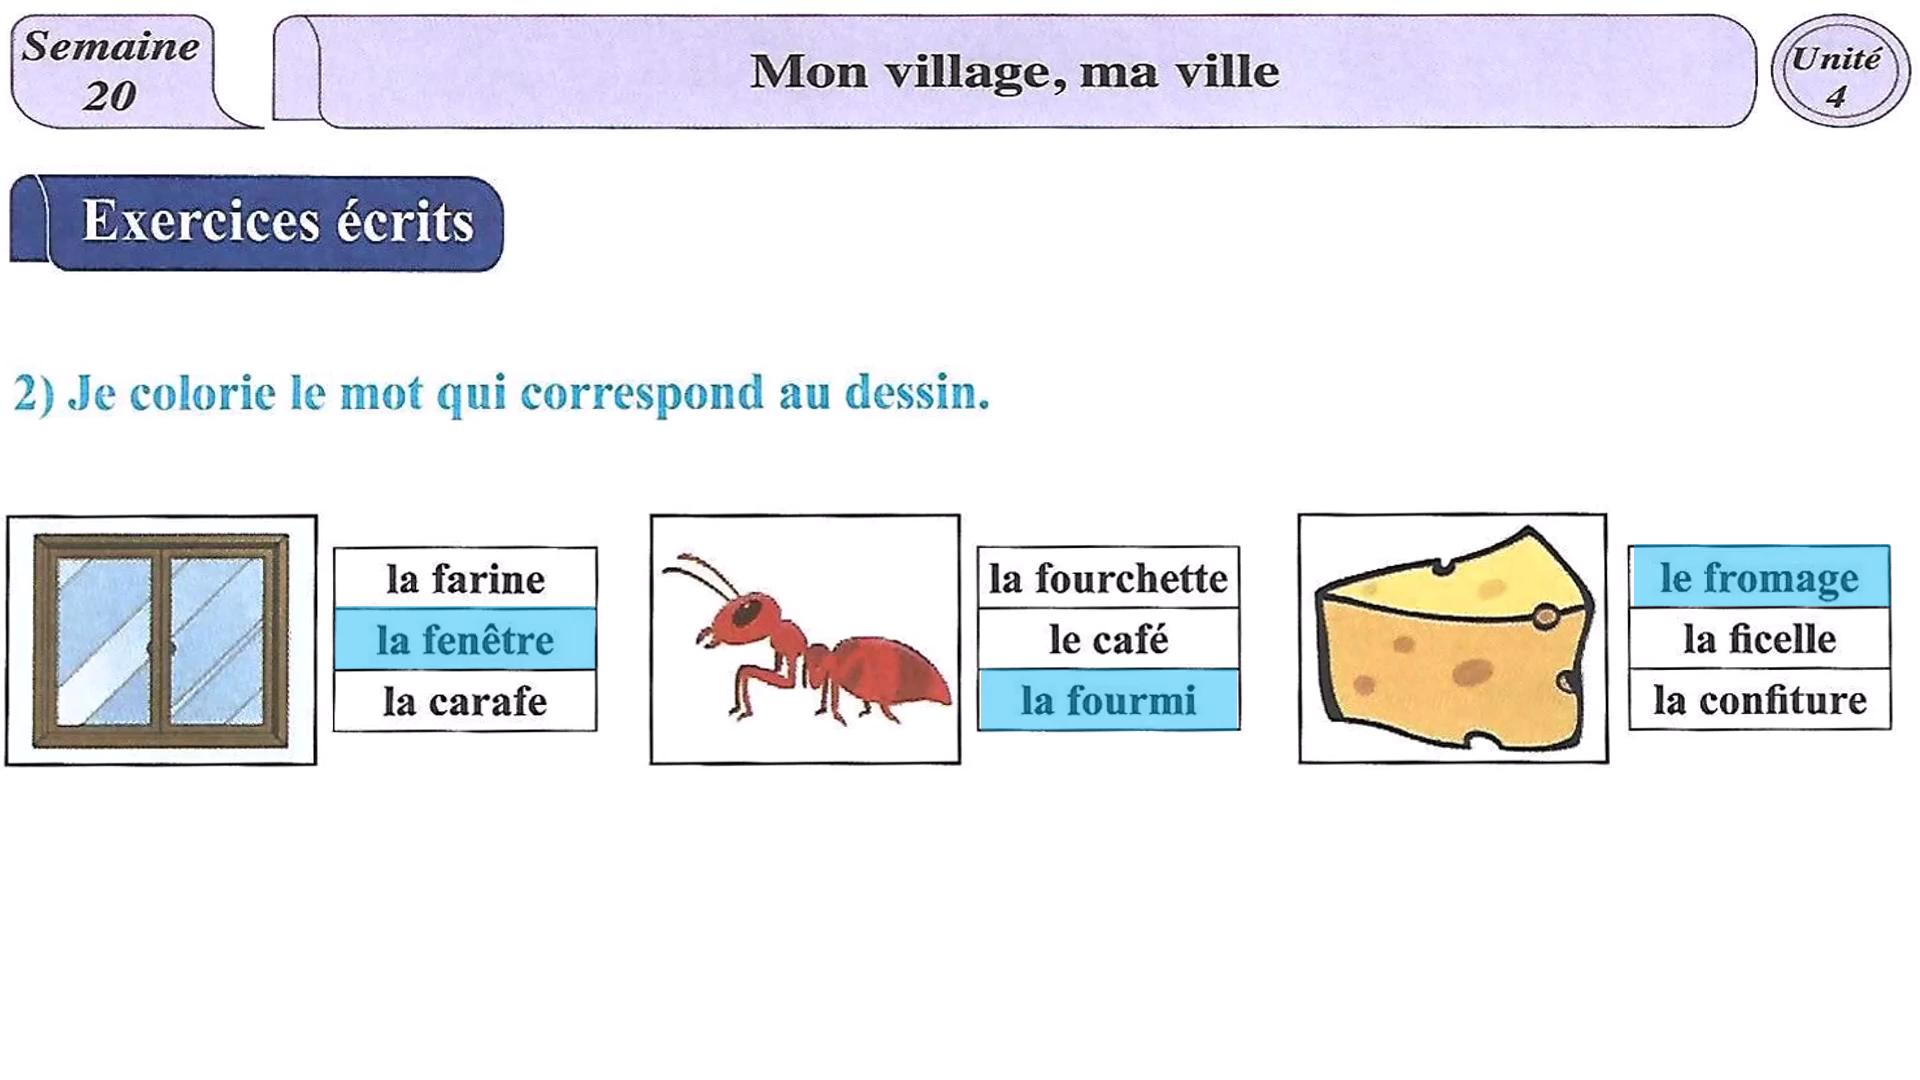 Semaine
20
Mon village, ma ville
Unité
4
Exercices écrits
2) Je colorie le mot qui correspond au dessin.
la farine
la fenêtre
la carafe
la fourchette
le café
la fourmi
le fromage
la ficelle
la confiture